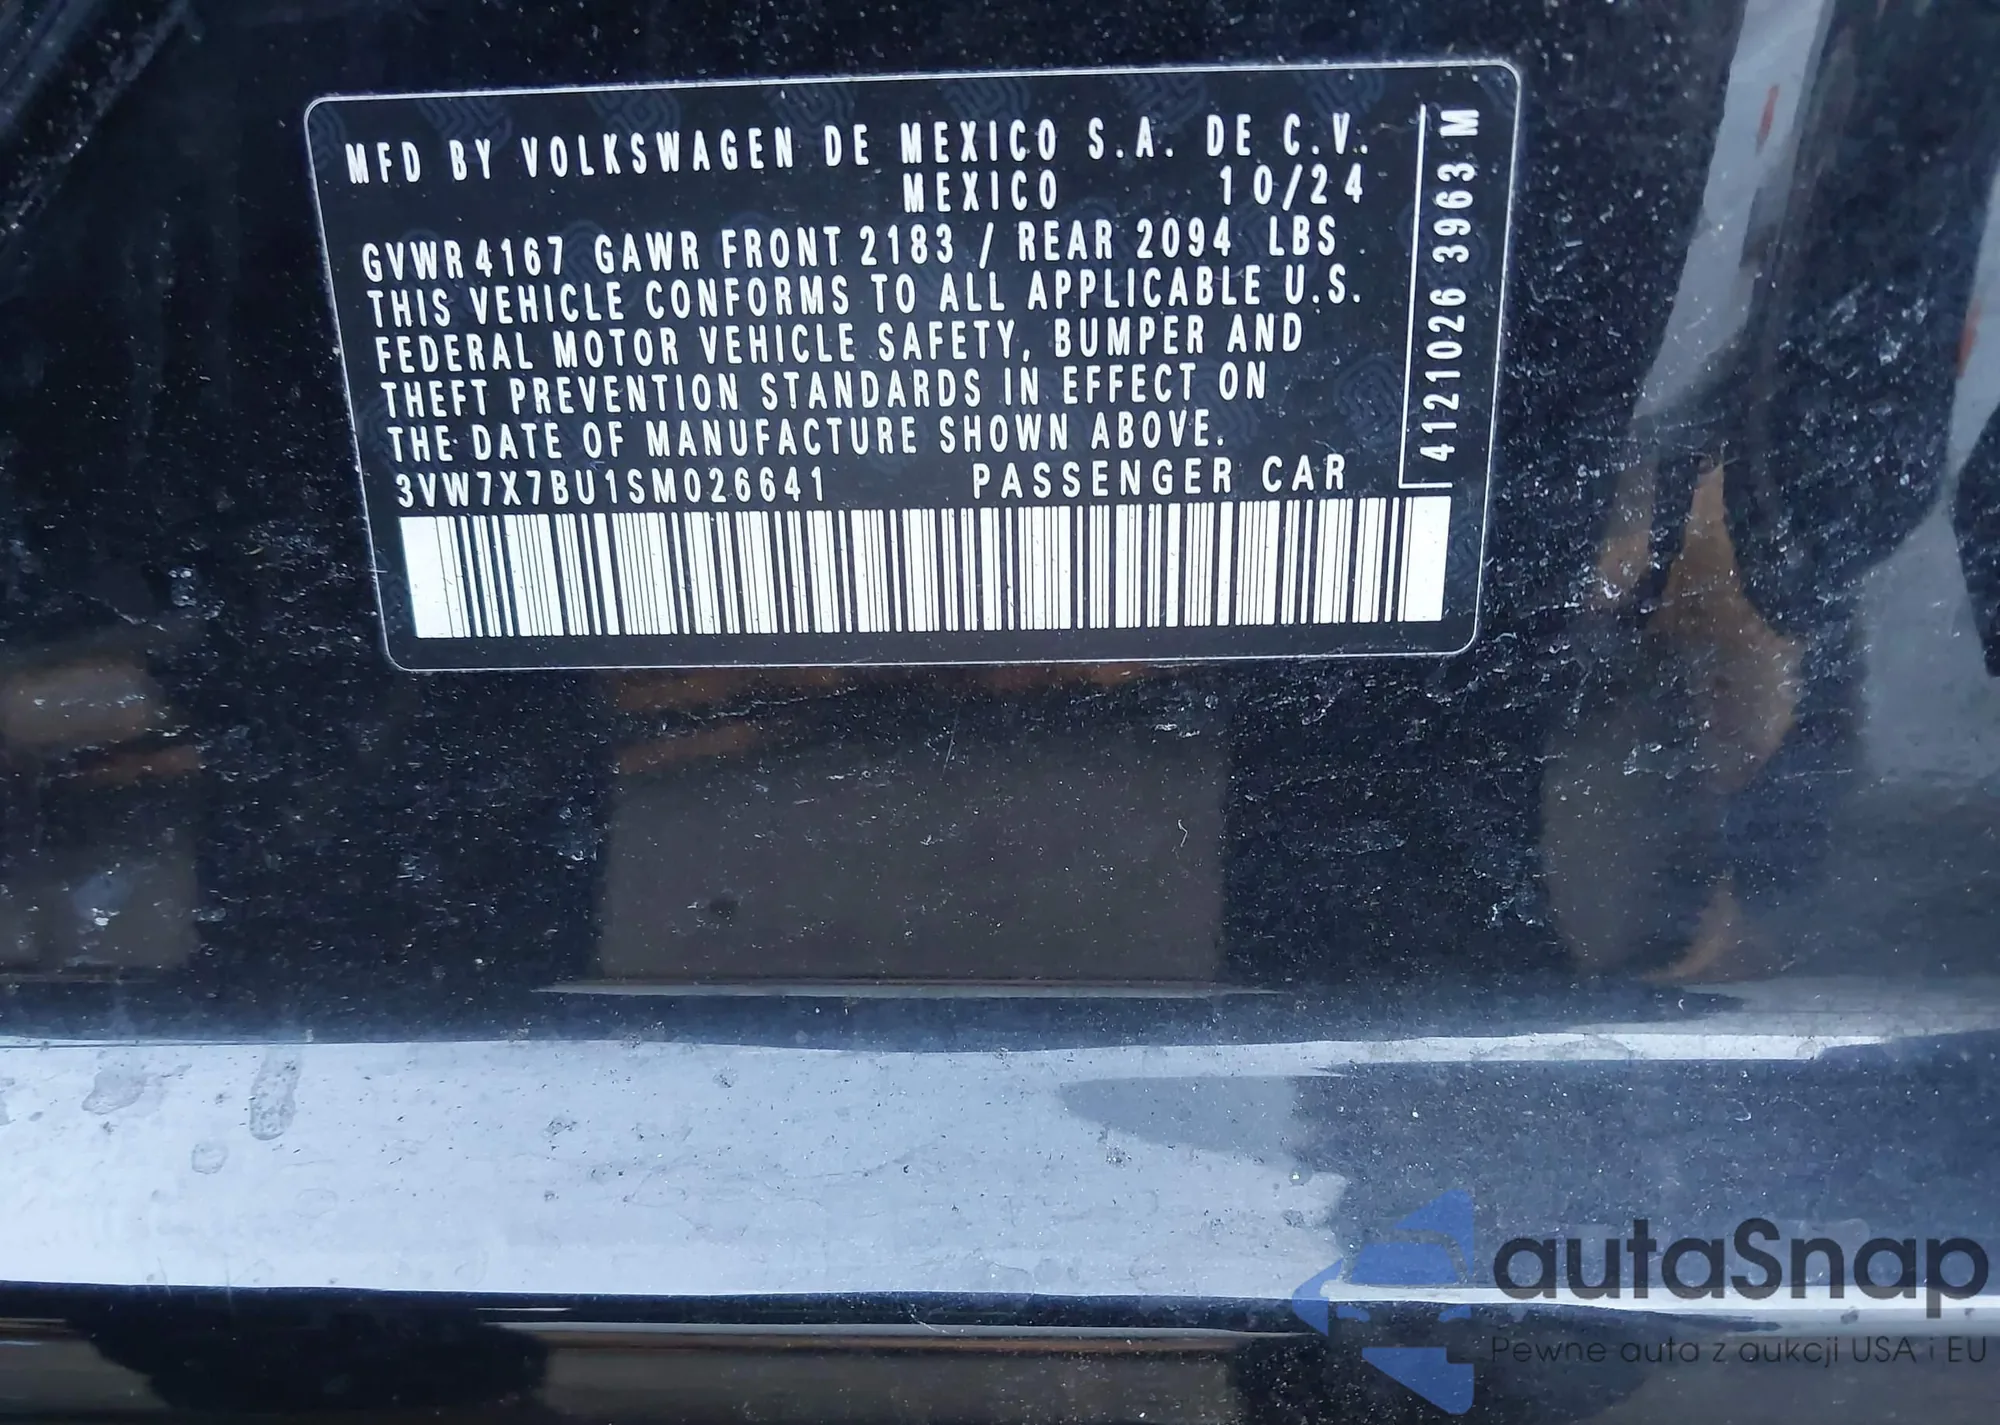 MFD BY VOLKSWAGEN DE MEXICO S.A. DE C.V.
MEXICO 10/24
GVWR 4167 GAWR FRONT 2183 / REAR 2094 LBS
THIS VEHICLE CONFORMS TO ALL APPLICABLE U.S.
FEDERAL MOTOR VEHICLE SAFETY, BUMPER AND
THEFT PREVENTION STANDARDS IN EFFECT ON
THE DATE OF MANUFACTURE SHOWN ABOVE.
3VW7X7BU1SM026641 PASSENGER CAR
4121026 3963 M
autaSnap
Pewne auta z aukcji USA i EU